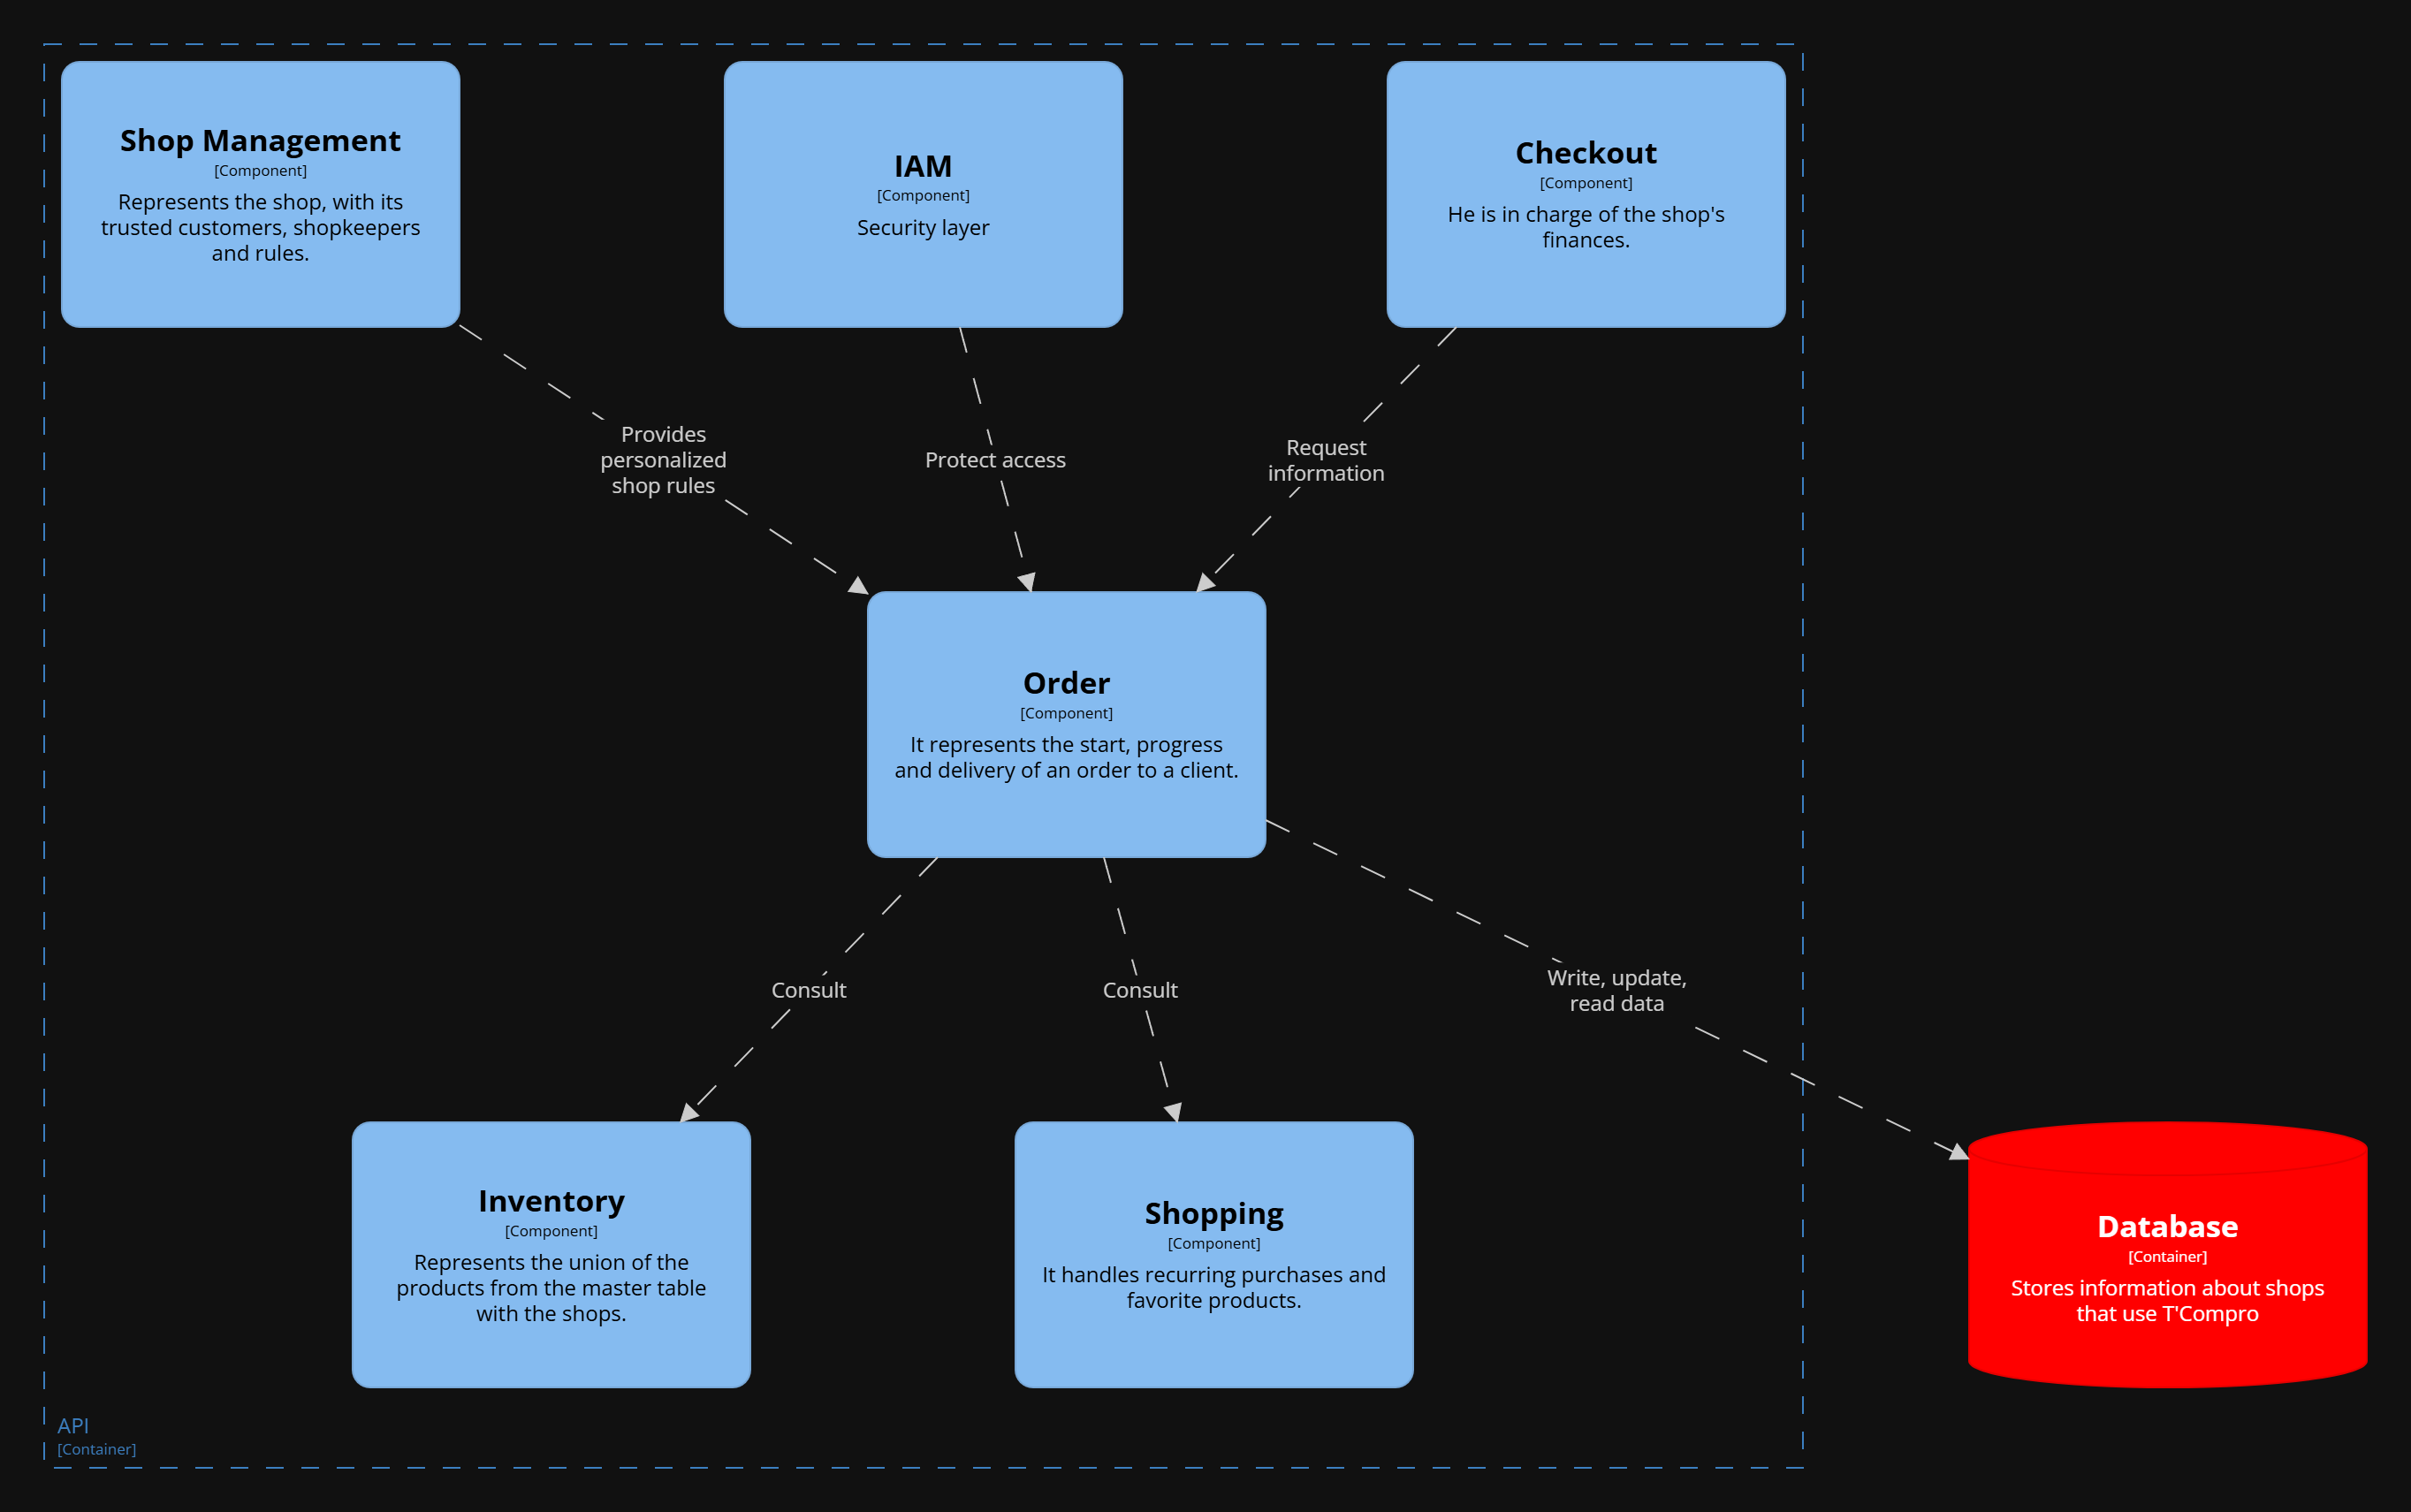 Shop Management
[Component]
Represents the shop, with its
trusted customers, shopkeepers
and rules.
IAM
[Component]
Security layer
Checkout
[Component]
He is in charge of the shop's
finances.
Provides
personalized
shop rules
Protect access
Request
information
Order
[Component]
It represents the start, progress
and delivery of an order to a client.
Consult
Consult
Write, update,
read data
Inventory
[Component]
Represents the union of the
products from the master table
with the shops.
Shopping
[Component]
It handles recurring purchases and
favorite products.
Database
[Container]
Stores information about shops
that use T'Compro
API
[Container]